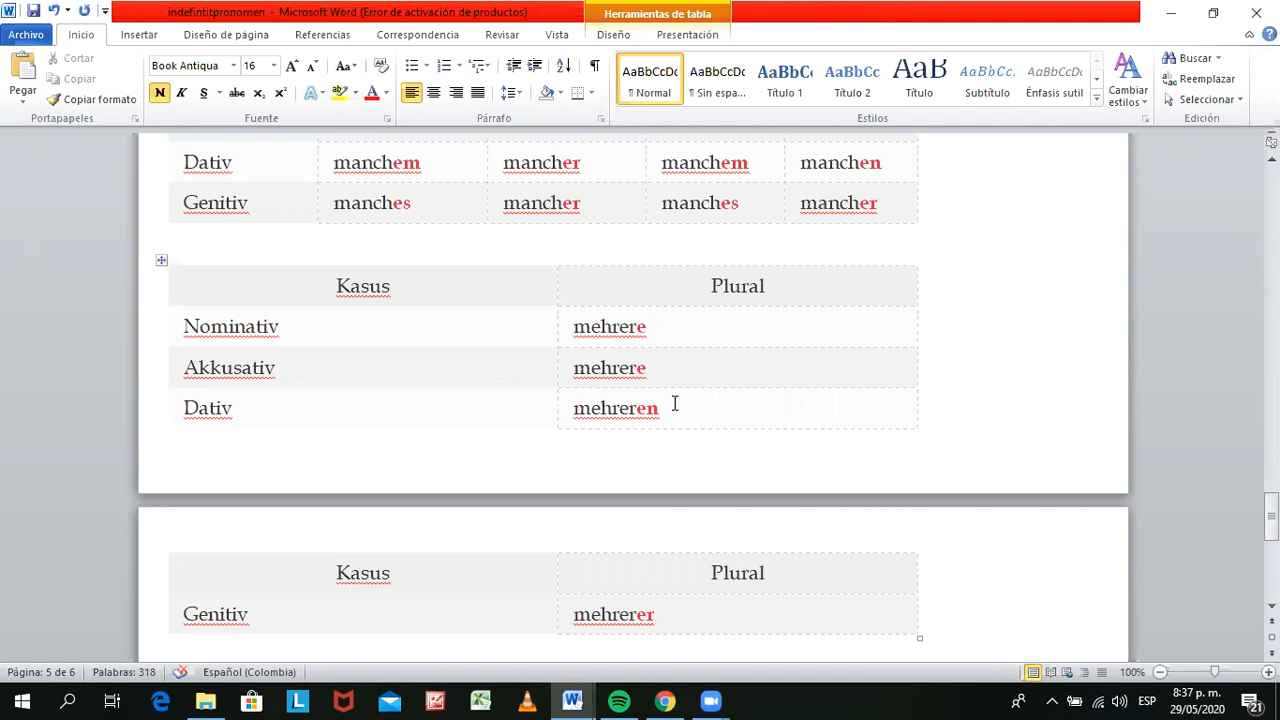 indefintitpronomen - Microsoft Word (Error de activación de productos)
Herramientas de tabla
Archivo Inicio Insertar Diseño de página Referencias Correspondencia Revisar Vista Diseño Presentación
Pegar
Cortar
Copiar
Copiar formato
Portapapeles
Book Antiqua 16
Aa
N K S abc x₂ x²
Fuente
Párrafo
AaBbCcDc AaBbCcDc AaBbC AaBbCc AaB AaBbCc. AaBbCcDc
¶ Normal ¶ Sin espa... Título 1 Título 2 Título Subtítulo Énfasis sutil
Cambiar estilos
Estilos
Buscar
Reemplazar
Seleccionar
Edición
Dativ manchem mancher manchem manchen
Genitiv manches mancher manches mancher
Kasus Plural
Nominativ mehrere
Akkusativ mehrere
Dativ mehreren
Kasus Plural
Genitiv mehrerer
Página: 5 de 6 Palabras: 318 Español (Colombia) 100%
ESP 8:37 p. m.
29/05/2020 21